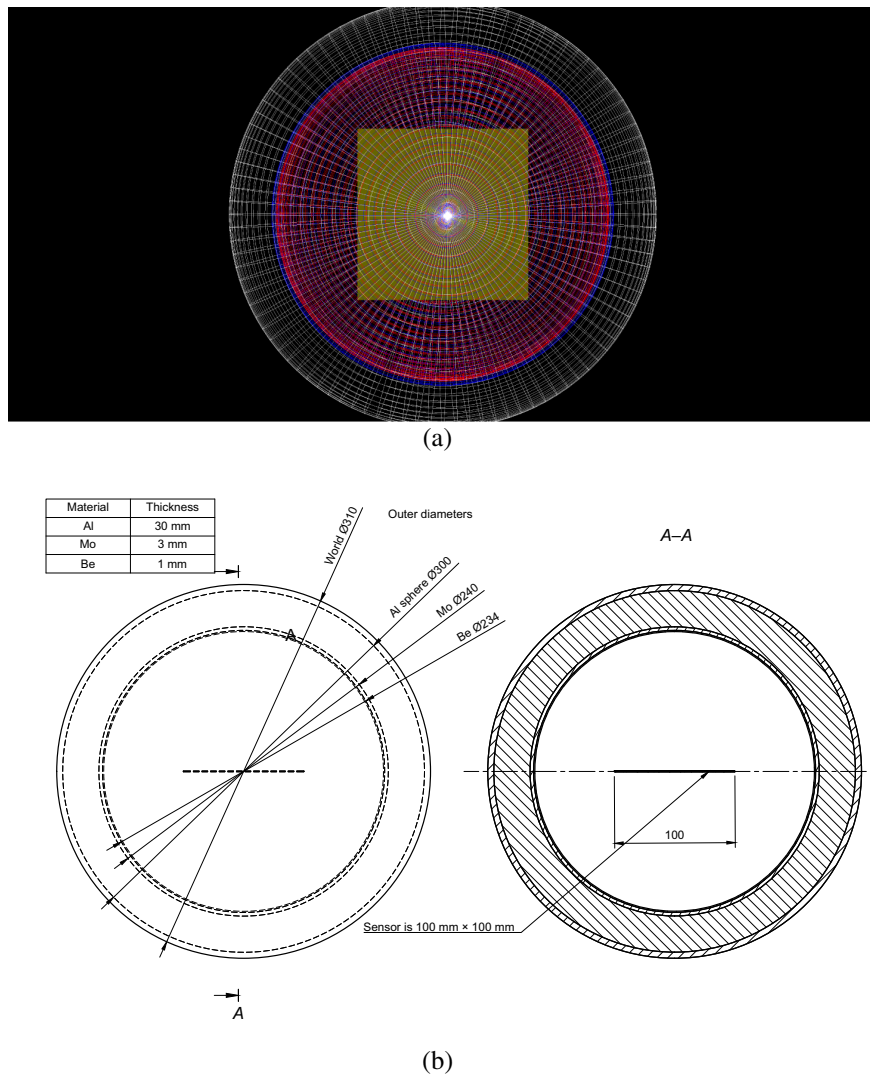 (a)
Material Thickness
Al 30 mm
Mo 3 mm
Be 1 mm
Outer diameters
World Ø310
Al sphere Ø300
Mo Ø240
Be Ø234
A–A
A
100
Sensor is 100 mm × 100 mm
A
(b)